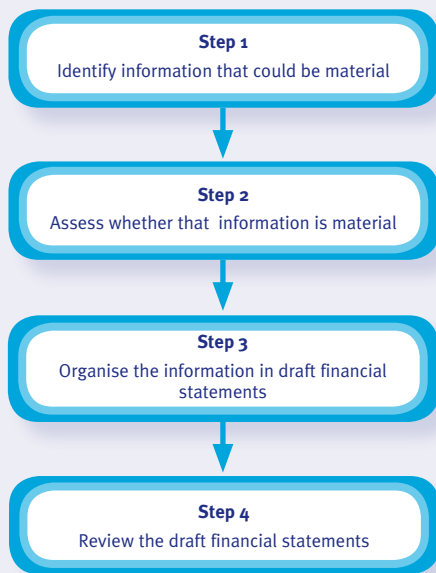 Step 1
Identify information that could be material
Step 2
Assess whether that information is material
Step 3
Organise the information in draft financial
statements
Step 4
Review the draft financial statements